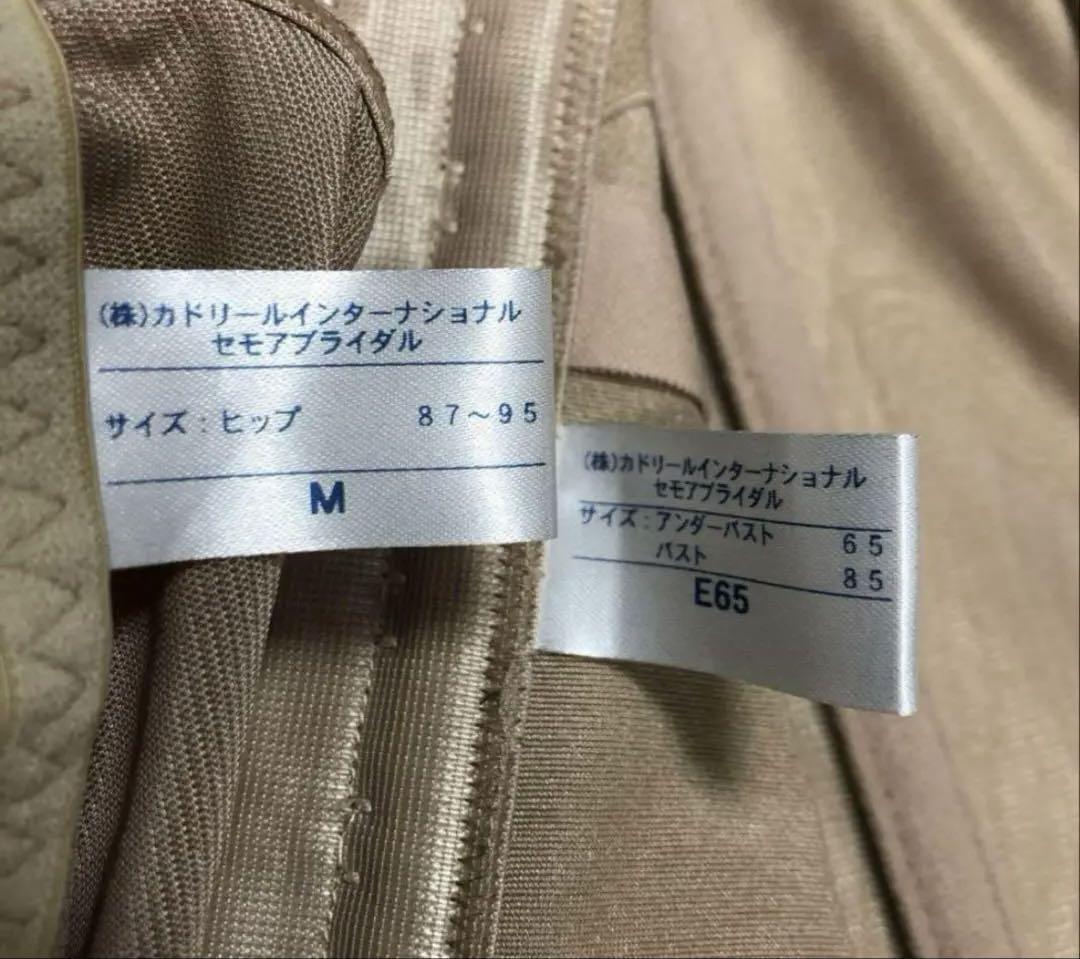 (株)カドリールインターナショナル
セモアブライダル
サイズ：ヒップ 87～95
M
(株)カドリールインターナショナル
セモアブライダル
サイズ：アンダーバスト 65
バスト 85
E65